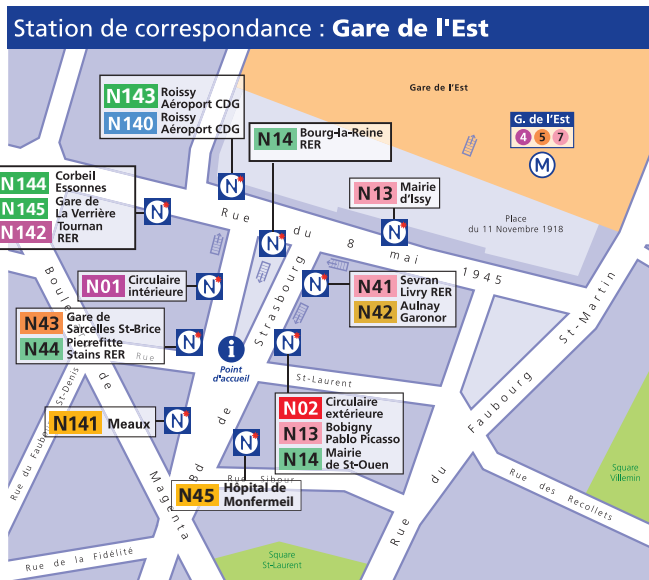 Station de correspondance : Gare de l'Est
Gare de l'Est
G. de l'Est
4 5 7
M
N143 Roissy
Aéroport CDG
N140 Roissy
Aéroport CDG
N14 Bourg-la-Reine
RER
N13 Mairie
d'Issy
Place
du 11 Novembre 1918
N144 Corbeil
Essonnes
N145 Gare de
La Verrière
N142 Tournan
RER
N
N
N
N
Rue du 8 mai 1945
N01 Circulaire
intérieure
N
N
N41 Sevran
Livry RER
N42 Aulnay
Garonor
N43 Gare de
Sarcelles St-Brice
N44 Pierrefitte
Stains RER
N
i
Point
d'accueil
N
Rue
St-Laurent
N02 Circulaire
extérieure
N13 Bobigny
Pablo Picasso
N14 Mairie
de St-Ouen
N141 Meaux
N
N
N45 Hôpital de
Monfermeil
Rue Sibour
Boule de Magenta
Bd de Strasbourg
Rue du Faubourg St-Martin
Rue du Faubou St-Denis
Rue des Recollets
Square
Villemin
Rue de la Fidélité
Square
St-Laurent